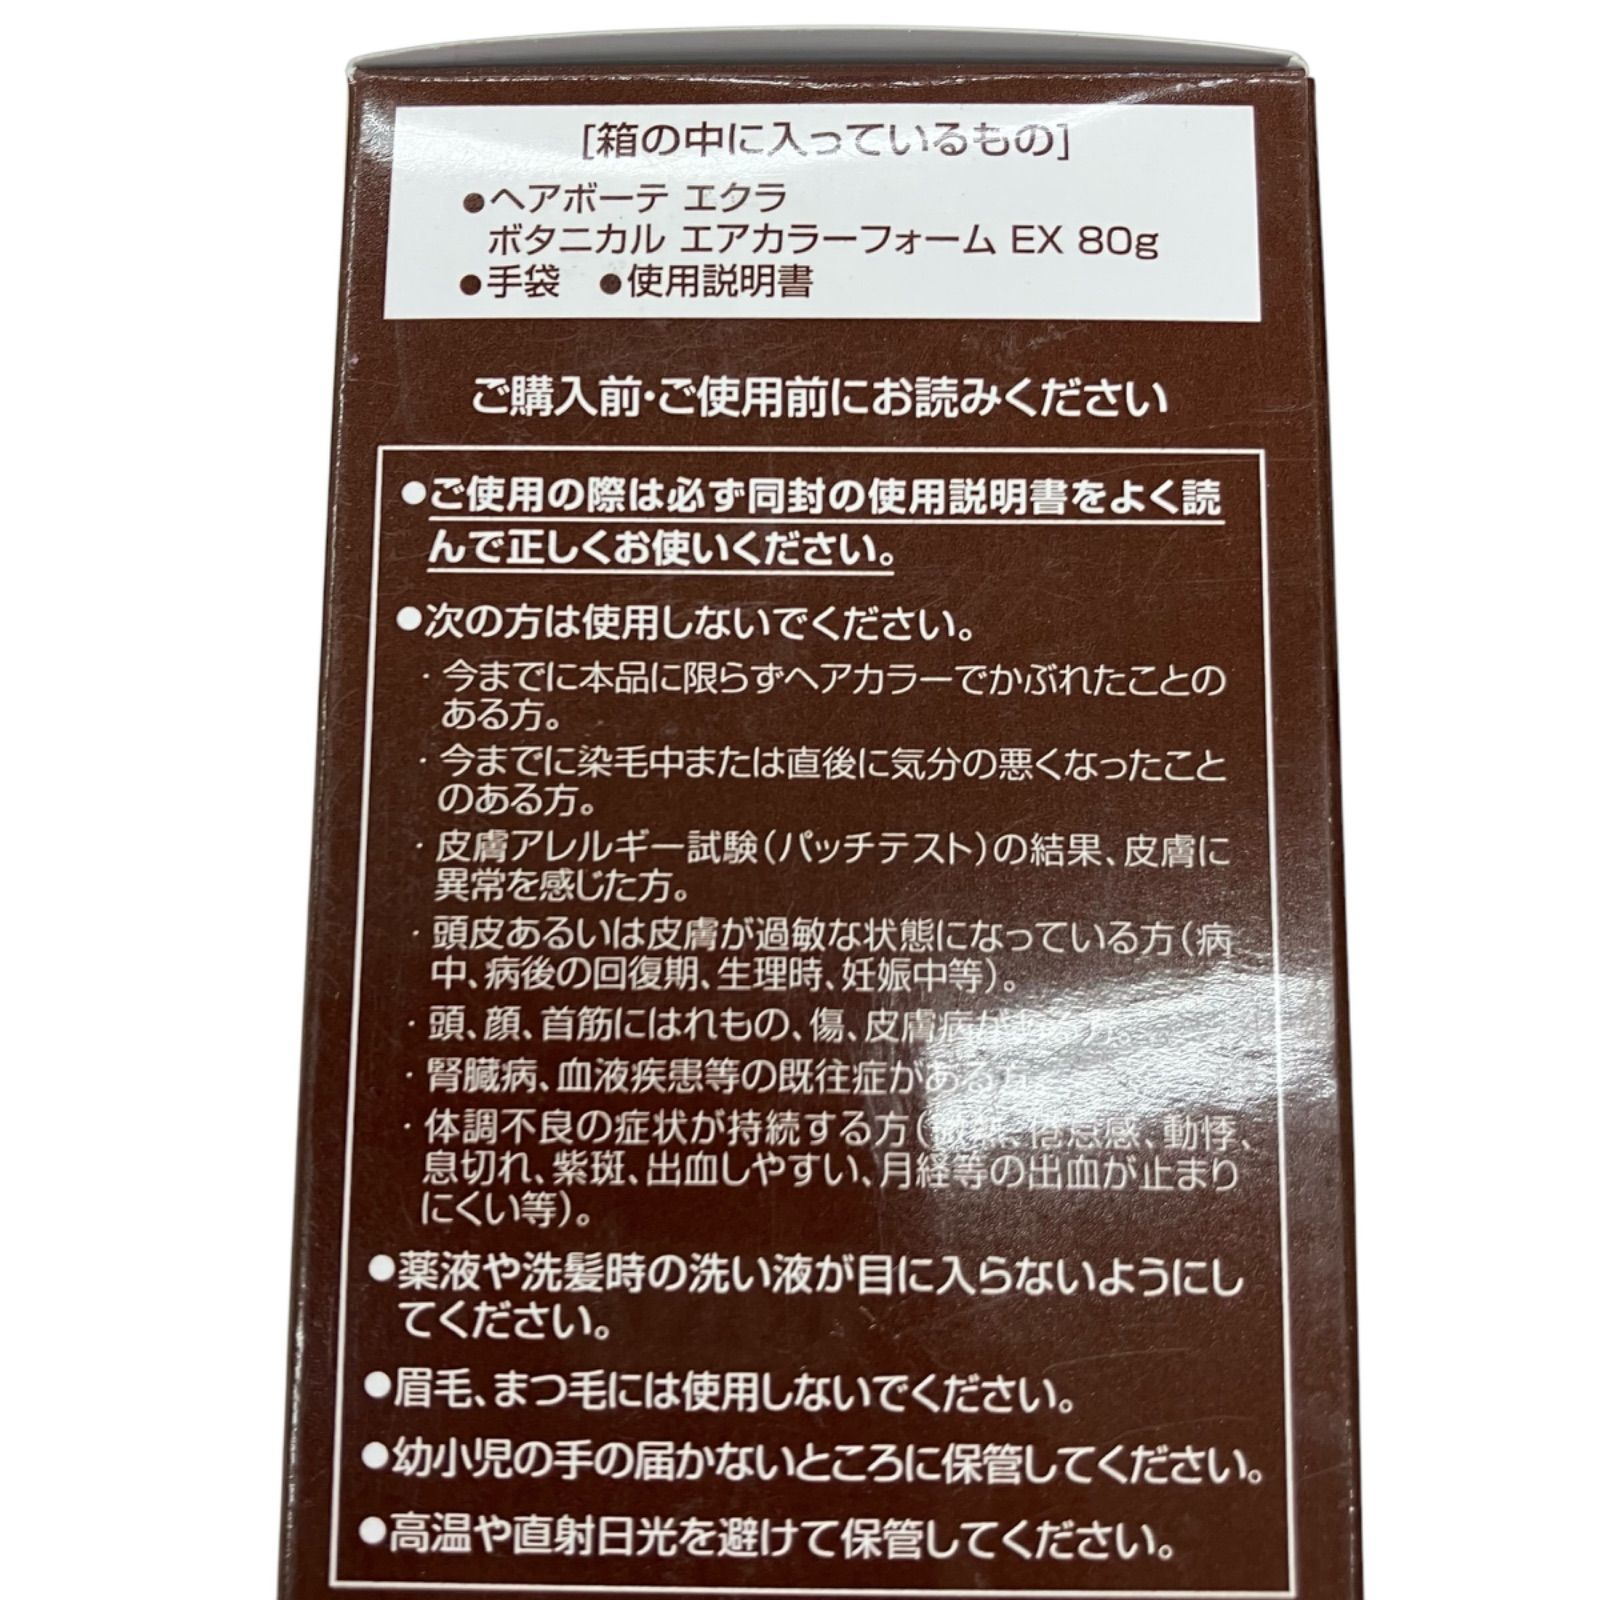 [箱の中に入っているもの]
●ヘアボーテ エクラ
ボタニカル エアカラーフォーム EX 80g
●手袋 ●使用説明書
ご購入前・ご使用前にお読みください
●ご使用の際は必ず同封の使用説明書をよく読
んで正しくお使いください。
●次の方は使用しないでください。
・今までに本品に限らずヘアカラーでかぶれたことの
ある方。
・今までに染毛中または直後に気分の悪くなったこと
のある方。
・皮膚アレルギー試験(パッチテスト)の結果、皮膚に
異常を感じた方。
・頭皮あるいは皮膚が過敏な状態になっている方(病
中、病後の回復期、生理時、妊娠中等)。
・頭、顔、首筋にはれもの、傷、皮膚病がある方。
・腎臓病、血液疾患等の既往症がある方。
・体調不良の症状が持続する方(微熱、倦怠感、動悸、
息切れ、紫斑、出血しやすい、月経等の出血が止まり
にくい等)。
●薬液や洗髪時の洗い液が目に入らないようにし
てください。
●眉毛、まつ毛には使用しないでください。
●幼小児の手の届かないところに保管してください。
●高温や直射日光を避けて保管してください。